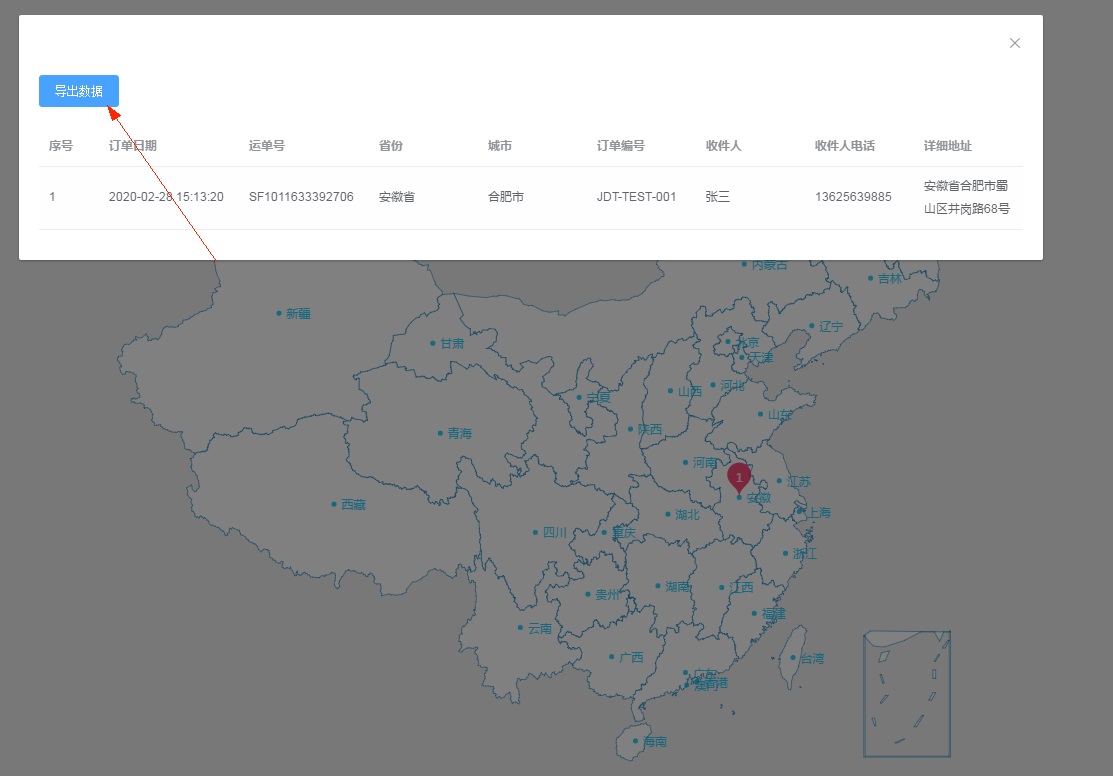 导出数据
序号 订单日期 运单号 省份 城市 订单编号 收件人 收件人电话 详细地址
1 2020-02-28 15:13:20 SF1011633392706 安徽省 合肥市 JDT-TEST-001 张三 13625639885 安徽省合肥市蜀
山区井岗路68号
内蒙古
吉林
新疆
辽宁
甘肃
北京
天津
河北
山西
宁夏
山东
陕西
青海
河南
1
江苏
安徽
西藏
湖北
上海
四川
重庆
浙江
湖南
江西
贵州
福建
云南
广西
台湾
广东
香港
澳门
海南